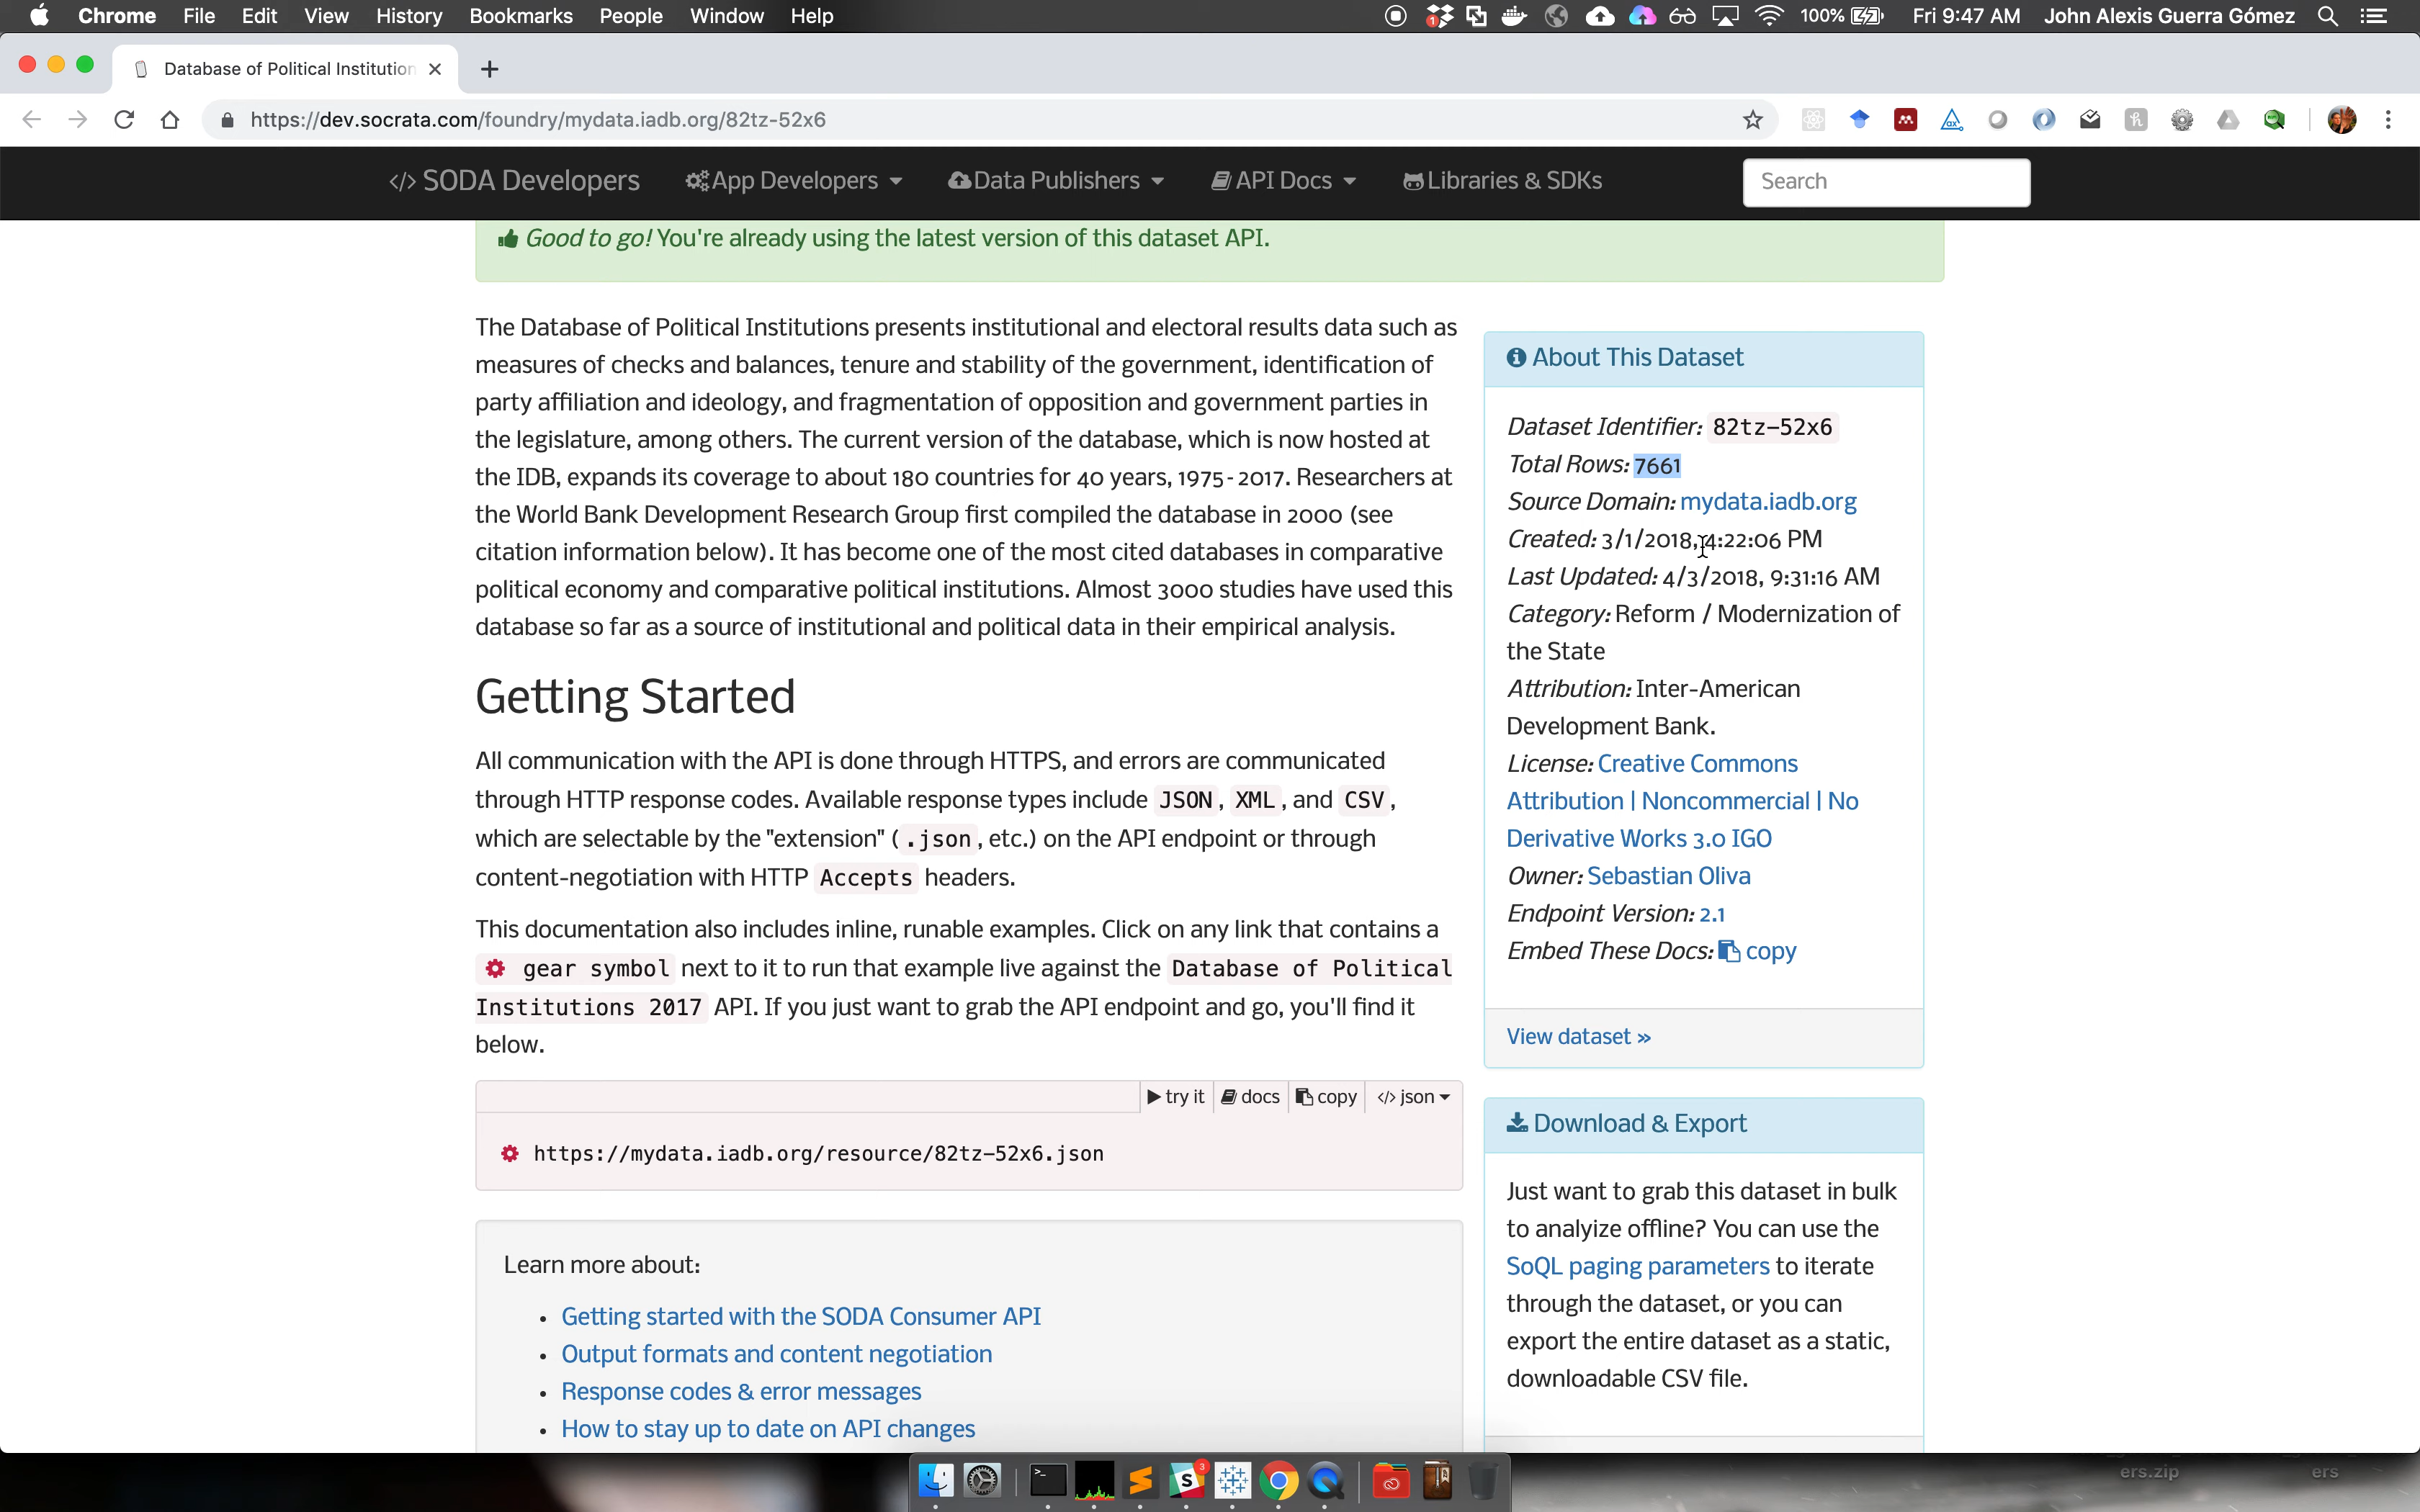 Chrome File Edit View History Bookmarks People Window Help 1 100% Fri 9:47 AM John Alexis Guerra Gómez
Database of Political Institution
https://dev.socrata.com/foundry/mydata.iadb.org/82tz-52x6
</> SODA Developers App Developers Data Publishers API Docs Libraries & SDKs Search
Good to go! You're already using the latest version of this dataset API.
The Database of Political Institutions presents institutional and electoral results data such as
measures of checks and balances, tenure and stability of the government, identification of
party affiliation and ideology, and fragmentation of opposition and government parties in
the legislature, among others. The current version of the database, which is now hosted at
the IDB, expands its coverage to about 180 countries for 40 years, 1975-2017. Researchers at
the World Bank Development Research Group first compiled the database in 2000 (see
citation information below). It has become one of the most cited databases in comparative
political economy and comparative political institutions. Almost 3000 studies have used this
database so far as a source of institutional and political data in their empirical analysis.
Getting Started
All communication with the API is done through HTTPS, and errors are communicated
through HTTP response codes. Available response types include JSON, XML, and CSV,
which are selectable by the "extension" (.json, etc.) on the API endpoint or through
content-negotiation with HTTP Accepts headers.
This documentation also includes inline, runable examples. Click on any link that contains a
gear symbol next to it to run that example live against the Database of Political
Institutions 2017 API. If you just want to grab the API endpoint and go, you'll find it
below.
try it docs copy </> json
https://mydata.iadb.org/resource/82tz-52x6.json
Learn more about:
• Getting started with the SODA Consumer API
• Output formats and content negotiation
• Response codes & error messages
• How to stay up to date on API changes
About This Dataset
Dataset Identifier: 82tz-52x6
Total Rows: 7661
Source Domain: mydata.iadb.org
Created: 3/1/2018, 4:22:06 PM
Last Updated: 4/3/2018, 9:31:16 AM
Category: Reform / Modernization of
the State
Attribution: Inter-American
Development Bank.
License: Creative Commons
Attribution | Noncommercial | No
Derivative Works 3.0 IGO
Owner: Sebastian Oliva
Endpoint Version: 2.1
Embed These Docs: copy
View dataset »
Download & Export
Just want to grab this dataset in bulk
to analyize offline? You can use the
SoQL paging parameters to iterate
through the dataset, or you can
export the entire dataset as a static,
downloadable CSV file.
3
ers.zip ers